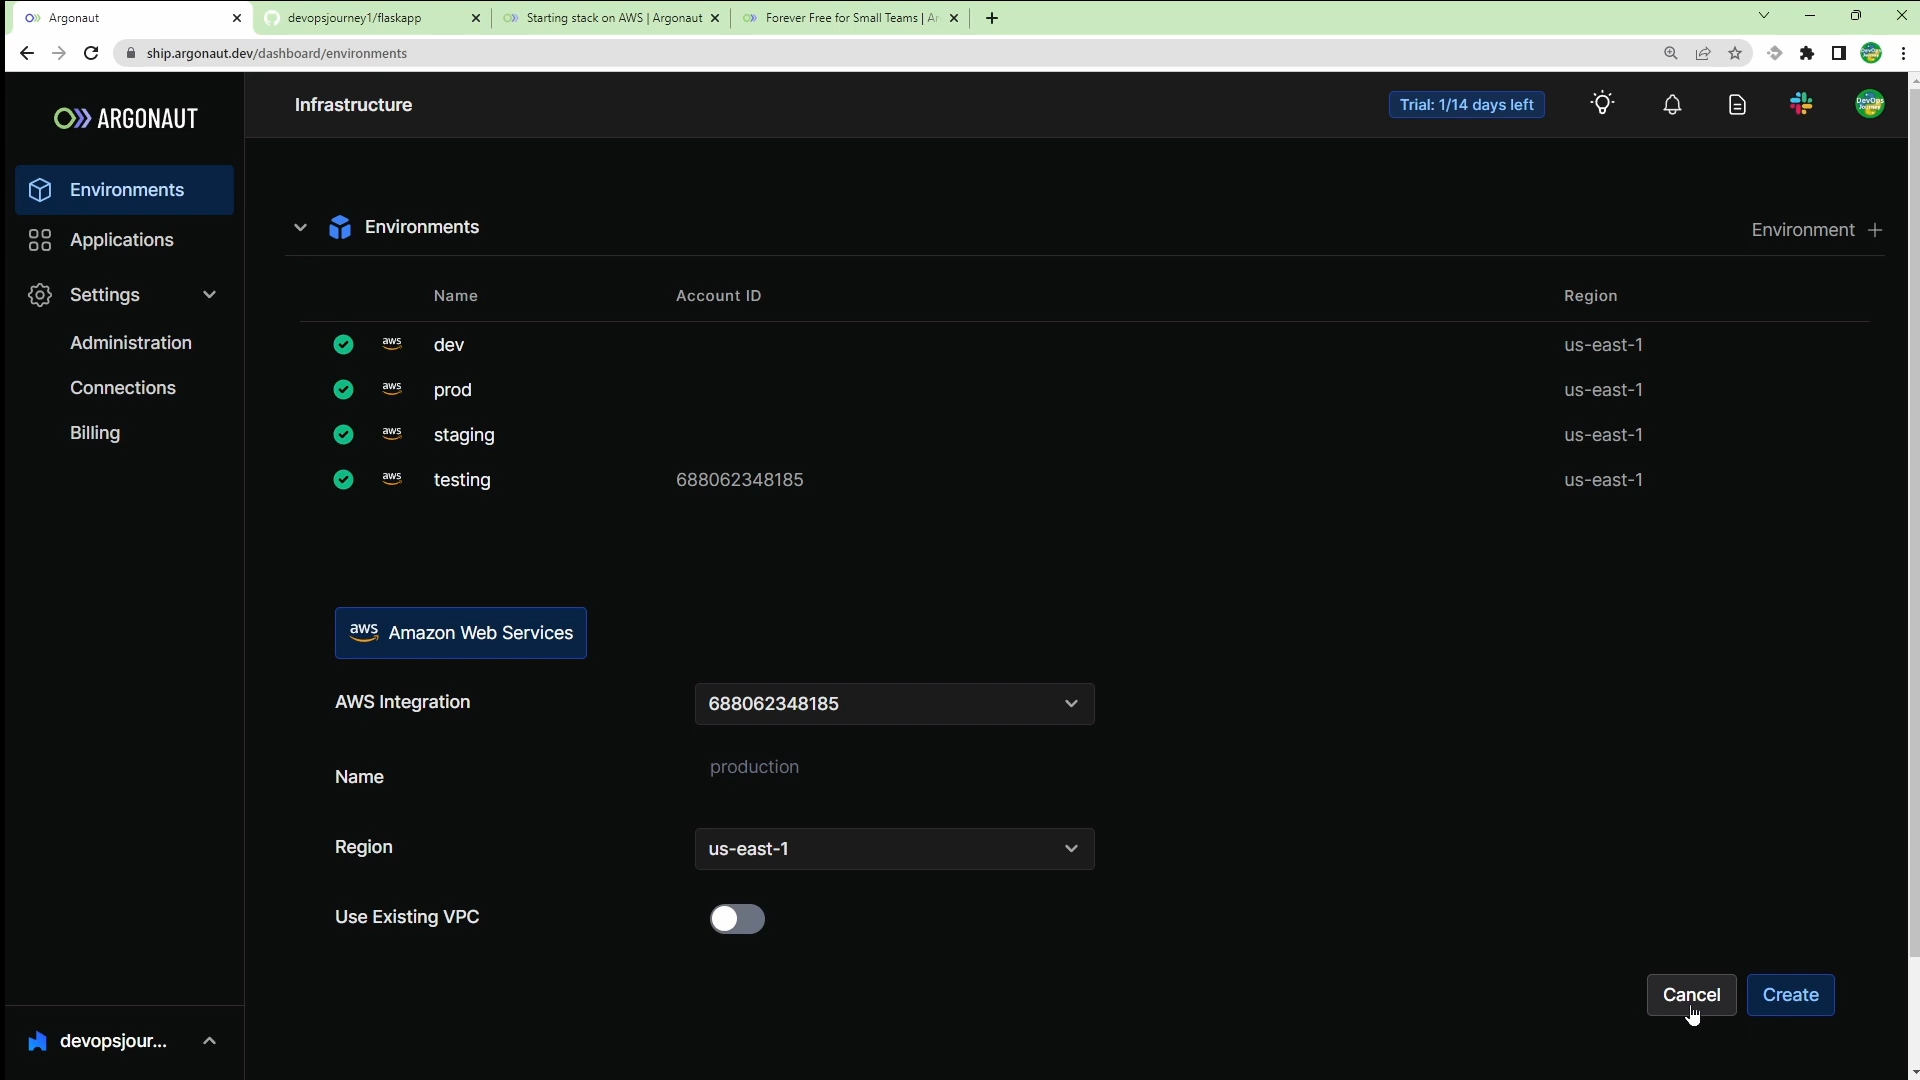 Argonaut
devopsjourney1/flaskapp
Starting stack on AWS | Argonaut
Forever Free for Small Teams | Ar
ship.argonaut.dev/dashboard/environments
ARGONAUT
Infrastructure
Trial: 1/14 days left
DevOps Journey
Environments
Applications
Settings
Administration
Connections
Billing
Environments
Environment +
Name Account ID Region
aws dev us-east-1
aws prod us-east-1
aws staging us-east-1
aws testing 688062348185 us-east-1
aws Amazon Web Services
AWS Integration 688062348185
Name production
Region us-east-1
Use Existing VPC
Cancel Create
devopsjour...